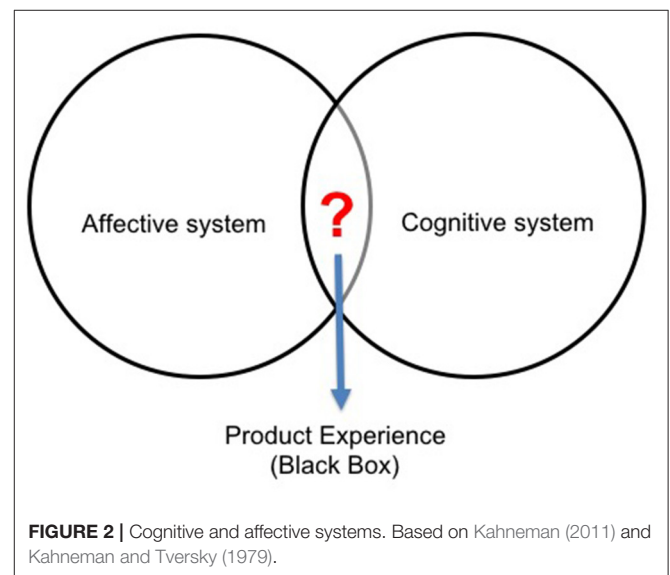 Affective system
?
Cognitive system
Product Experience
(Black Box)
FIGURE 2 | Cognitive and affective systems. Based on Kahneman (2011) and
Kahneman and Tversky (1979).